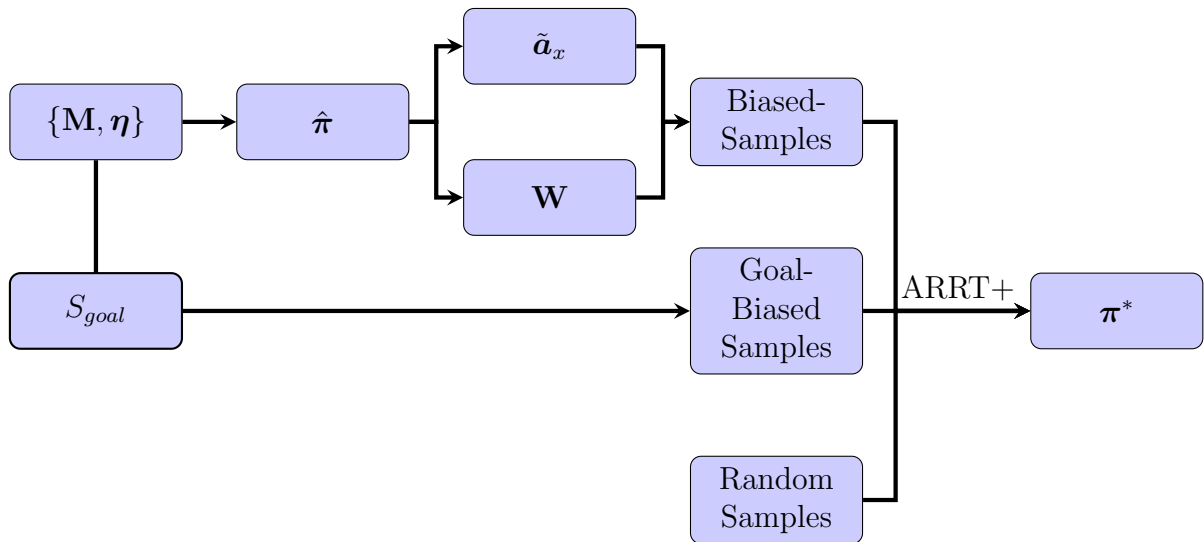 ã_x
{M, η}
π̂
Biased-
Samples
W
S_goal
Goal-
Biased
Samples
ARRT+
π*
Random
Samples